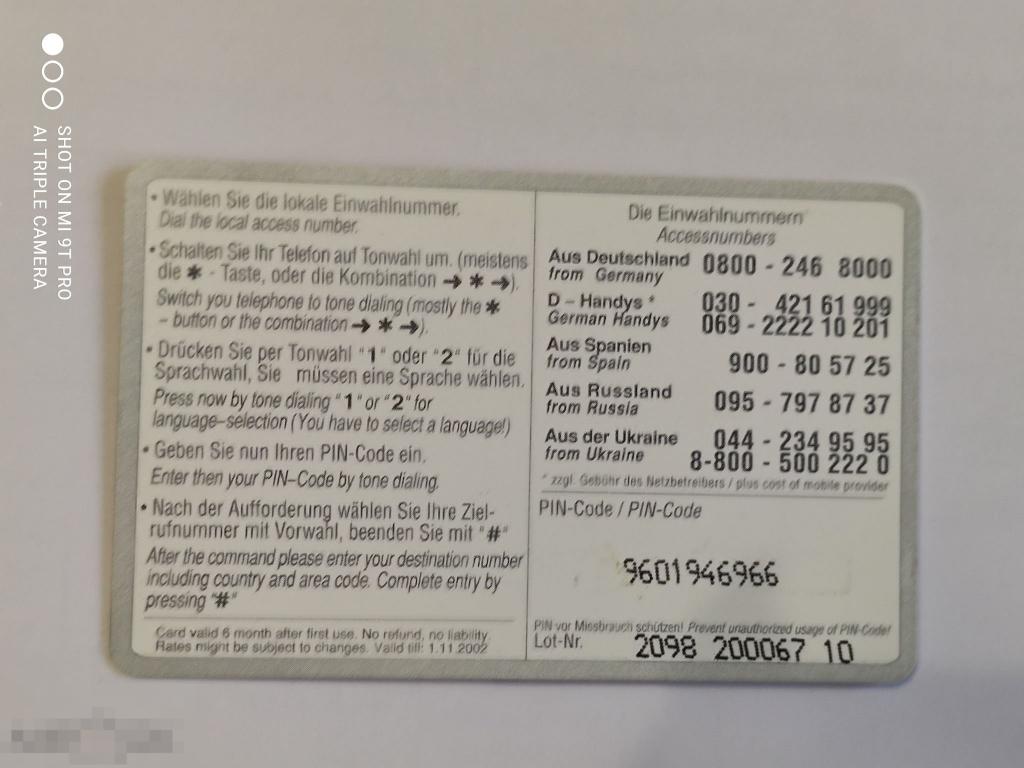 SHOT ON MI 9T PRO
AI TRIPLE CAMERA
• Wählen Sie die lokale Einwahlnummer.
Dial the local access number.
• Schalten Sie Ihr Telefon auf Tonwahl um. (meistens
die ✱ - Taste, oder die Kombination ➔ ✱ ➔).
Switch you telephone to tone dialing (mostly the ✱
– button or the combination ➔ ✱ ➔).
• Drücken Sie per Tonwahl "1" oder "2" für die
Sprachwahl, Sie müssen eine Sprache wählen.
Press now by tone dialing "1" or "2" for
language–selection (You have to select a language!)
• Geben Sie nun Ihren PIN-Code ein.
Enter then your PIN–Code by tone dialing.
• Nach der Aufforderung wählen Sie Ihre Ziel-
rufnummer mit Vorwahl, beenden Sie mit "#"
After the command please enter your destination number
including country and area code. Complete entry by
pressing "#"
Card valid 6 month after first use. No refund, no liability.
Rates might be subject to changes. Valid till: 1.11.2002
Die Einwahlnummern
Accessnumbers
Aus Deutschland 0800 - 246 8000
from Germany
D – Handys * 030 - 421 61 999
German Handys 069 - 2222 10 201
Aus Spanien
from Spain 900 - 80 57 25
Aus Russland 095 - 797 87 37
from Russia
Aus der Ukraine 044 - 234 95 95
from Ukraine 8-800 - 500 222 0
* zzgl. Gebühr des Netzbetreibers / plus cost of mobile provider
PIN-Code / PIN-Code
9601946966
PIN vor Missbrauch schützen! Prevent unauthorized usage of PIN-Code!
Lot-Nr. 2098 200067 10